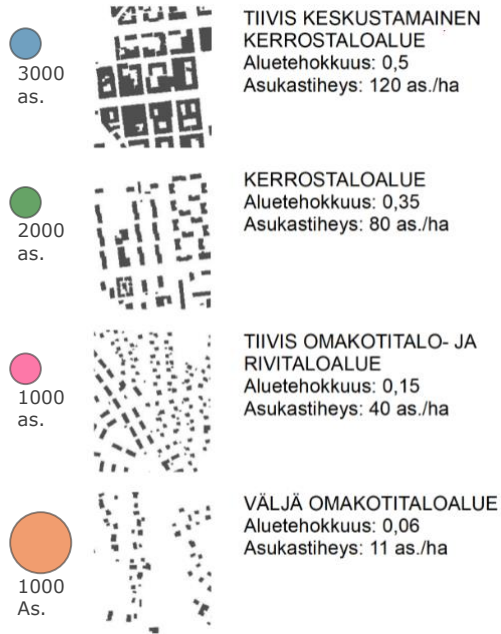 TIIVIS KESKUSTAMAINEN
KERROSTALOALUE
Aluetehokkuus: 0,5
Asukastiheys: 120 as./ha
3000
as.
KERROSTALOALUE
Aluetehokkuus: 0,35
Asukastiheys: 80 as./ha
2000
as.
TIIVIS OMAKOTITALO- JA
RIVITALOALUE
Aluetehokkuus: 0,15
Asukastiheys: 40 as./ha
1000
as.
VÄLJÄ OMAKOTITALOALUE
Aluetehokkuus: 0,06
Asukastiheys: 11 as./ha
1000
As.